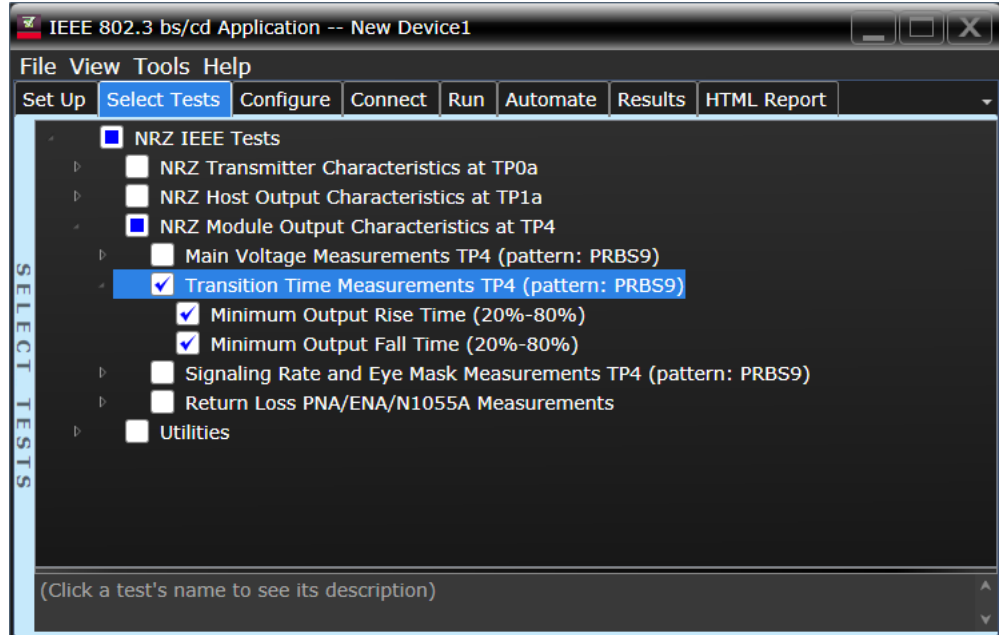 IEEE 802.3 bs/cd Application -- New Device1
File View Tools Help
Set Up Select Tests Configure Connect Run Automate Results HTML Report
NRZ IEEE Tests
NRZ Transmitter Characteristics at TP0a
NRZ Host Output Characteristics at TP1a
NRZ Module Output Characteristics at TP4
Main Voltage Measurements TP4 (pattern: PRBS9)
Transition Time Measurements TP4 (pattern: PRBS9)
Minimum Output Rise Time (20%-80%)
Minimum Output Fall Time (20%-80%)
Signaling Rate and Eye Mask Measurements TP4 (pattern: PRBS9)
Return Loss PNA/ENA/N1055A Measurements
Utilities
SELECT TESTS
(Click a test's name to see its description)